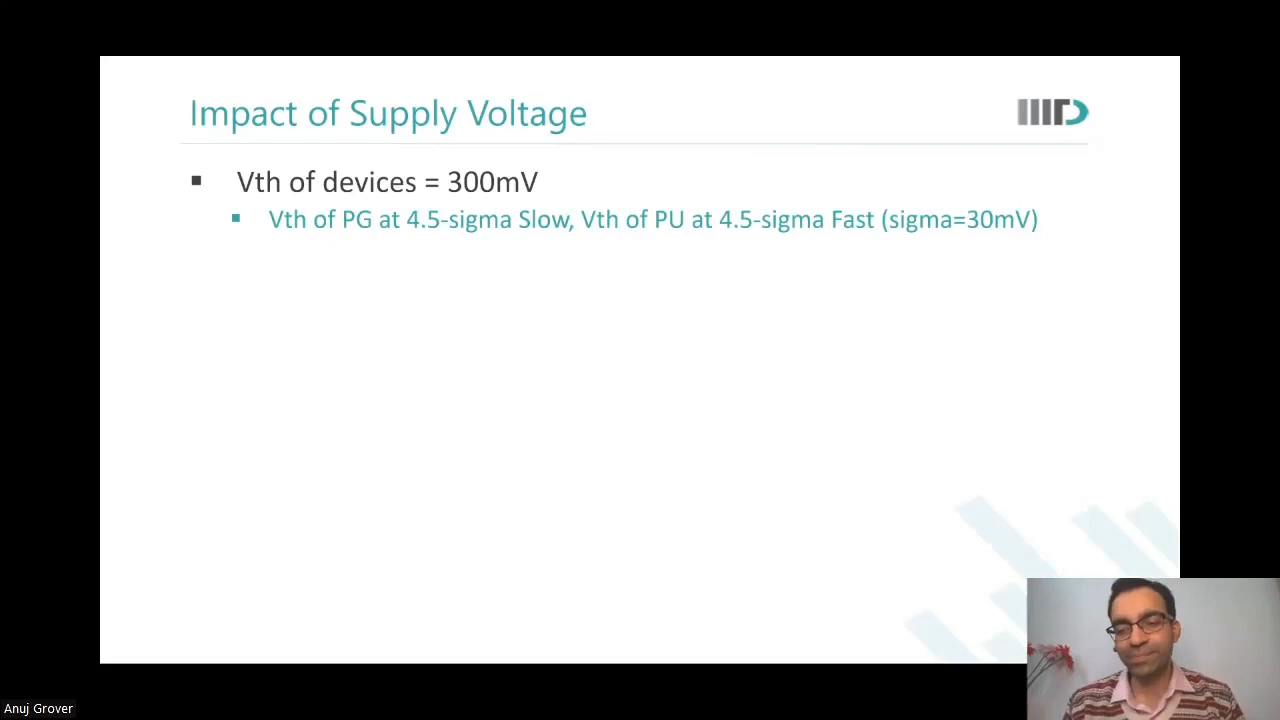 Impact of Supply Voltage
IIITD
▪ Vth of devices = 300mV
▪ Vth of PG at 4.5-sigma Slow, Vth of PU at 4.5-sigma Fast (sigma=30mV)
Anuj Grover